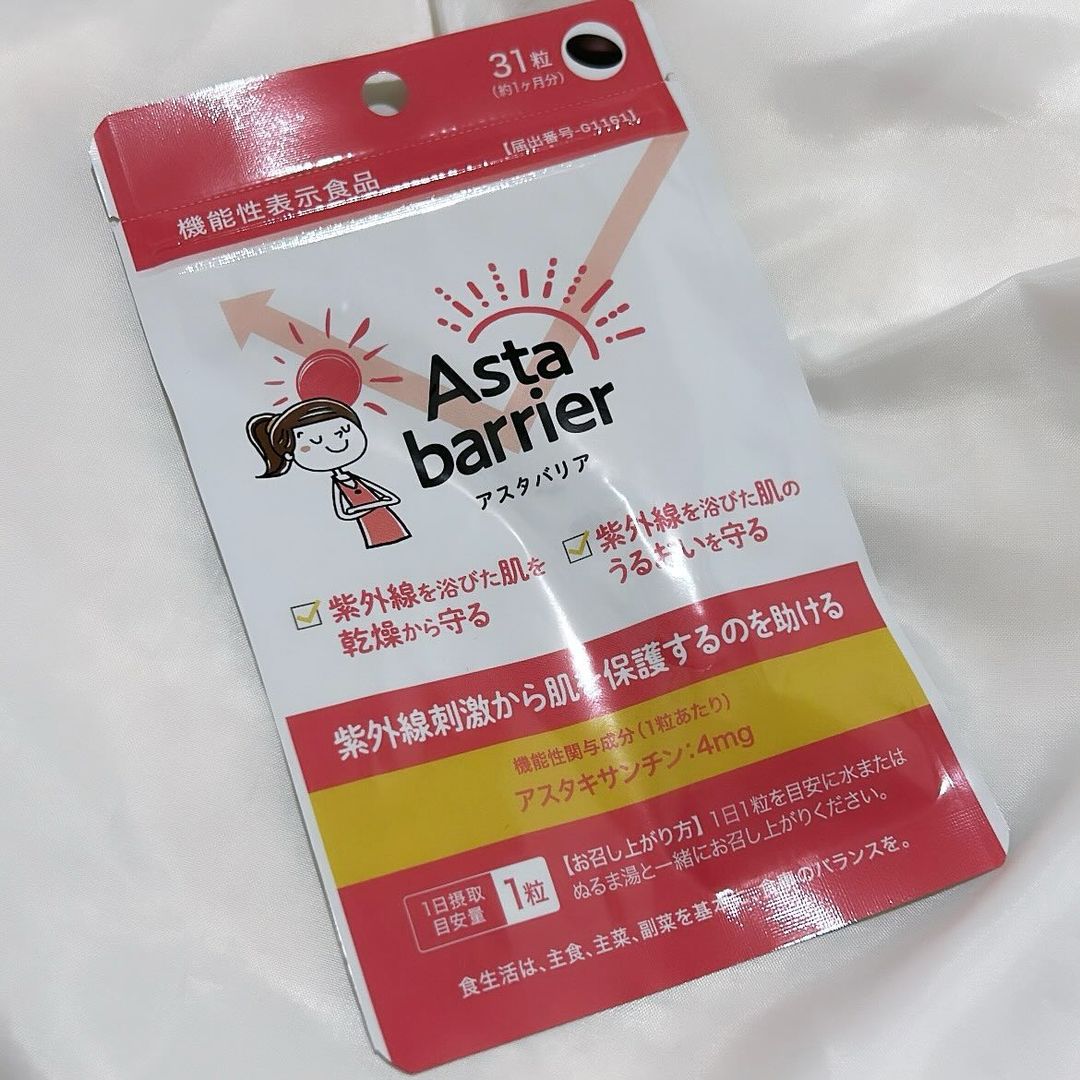 31粒
(約1ヶ月分)
【届出番号-G1161】
機能性表示食品
Asta
barrier
アスタバリア
紫外線を浴びた肌を
乾燥から守る
紫外線を浴びた肌の
うるおいを守る
紫外線刺激から肌を保護するのを助ける
機能性関与成分(1粒あたり)
アスタキサンチン:4mg
1日摂取
目安量
1粒
【お召し上がり方】1日1粒を目安に水または
ぬるま湯と一緒にお召し上がりください。
食生活は、主食、主菜、副菜を基本に、食事のバランスを。